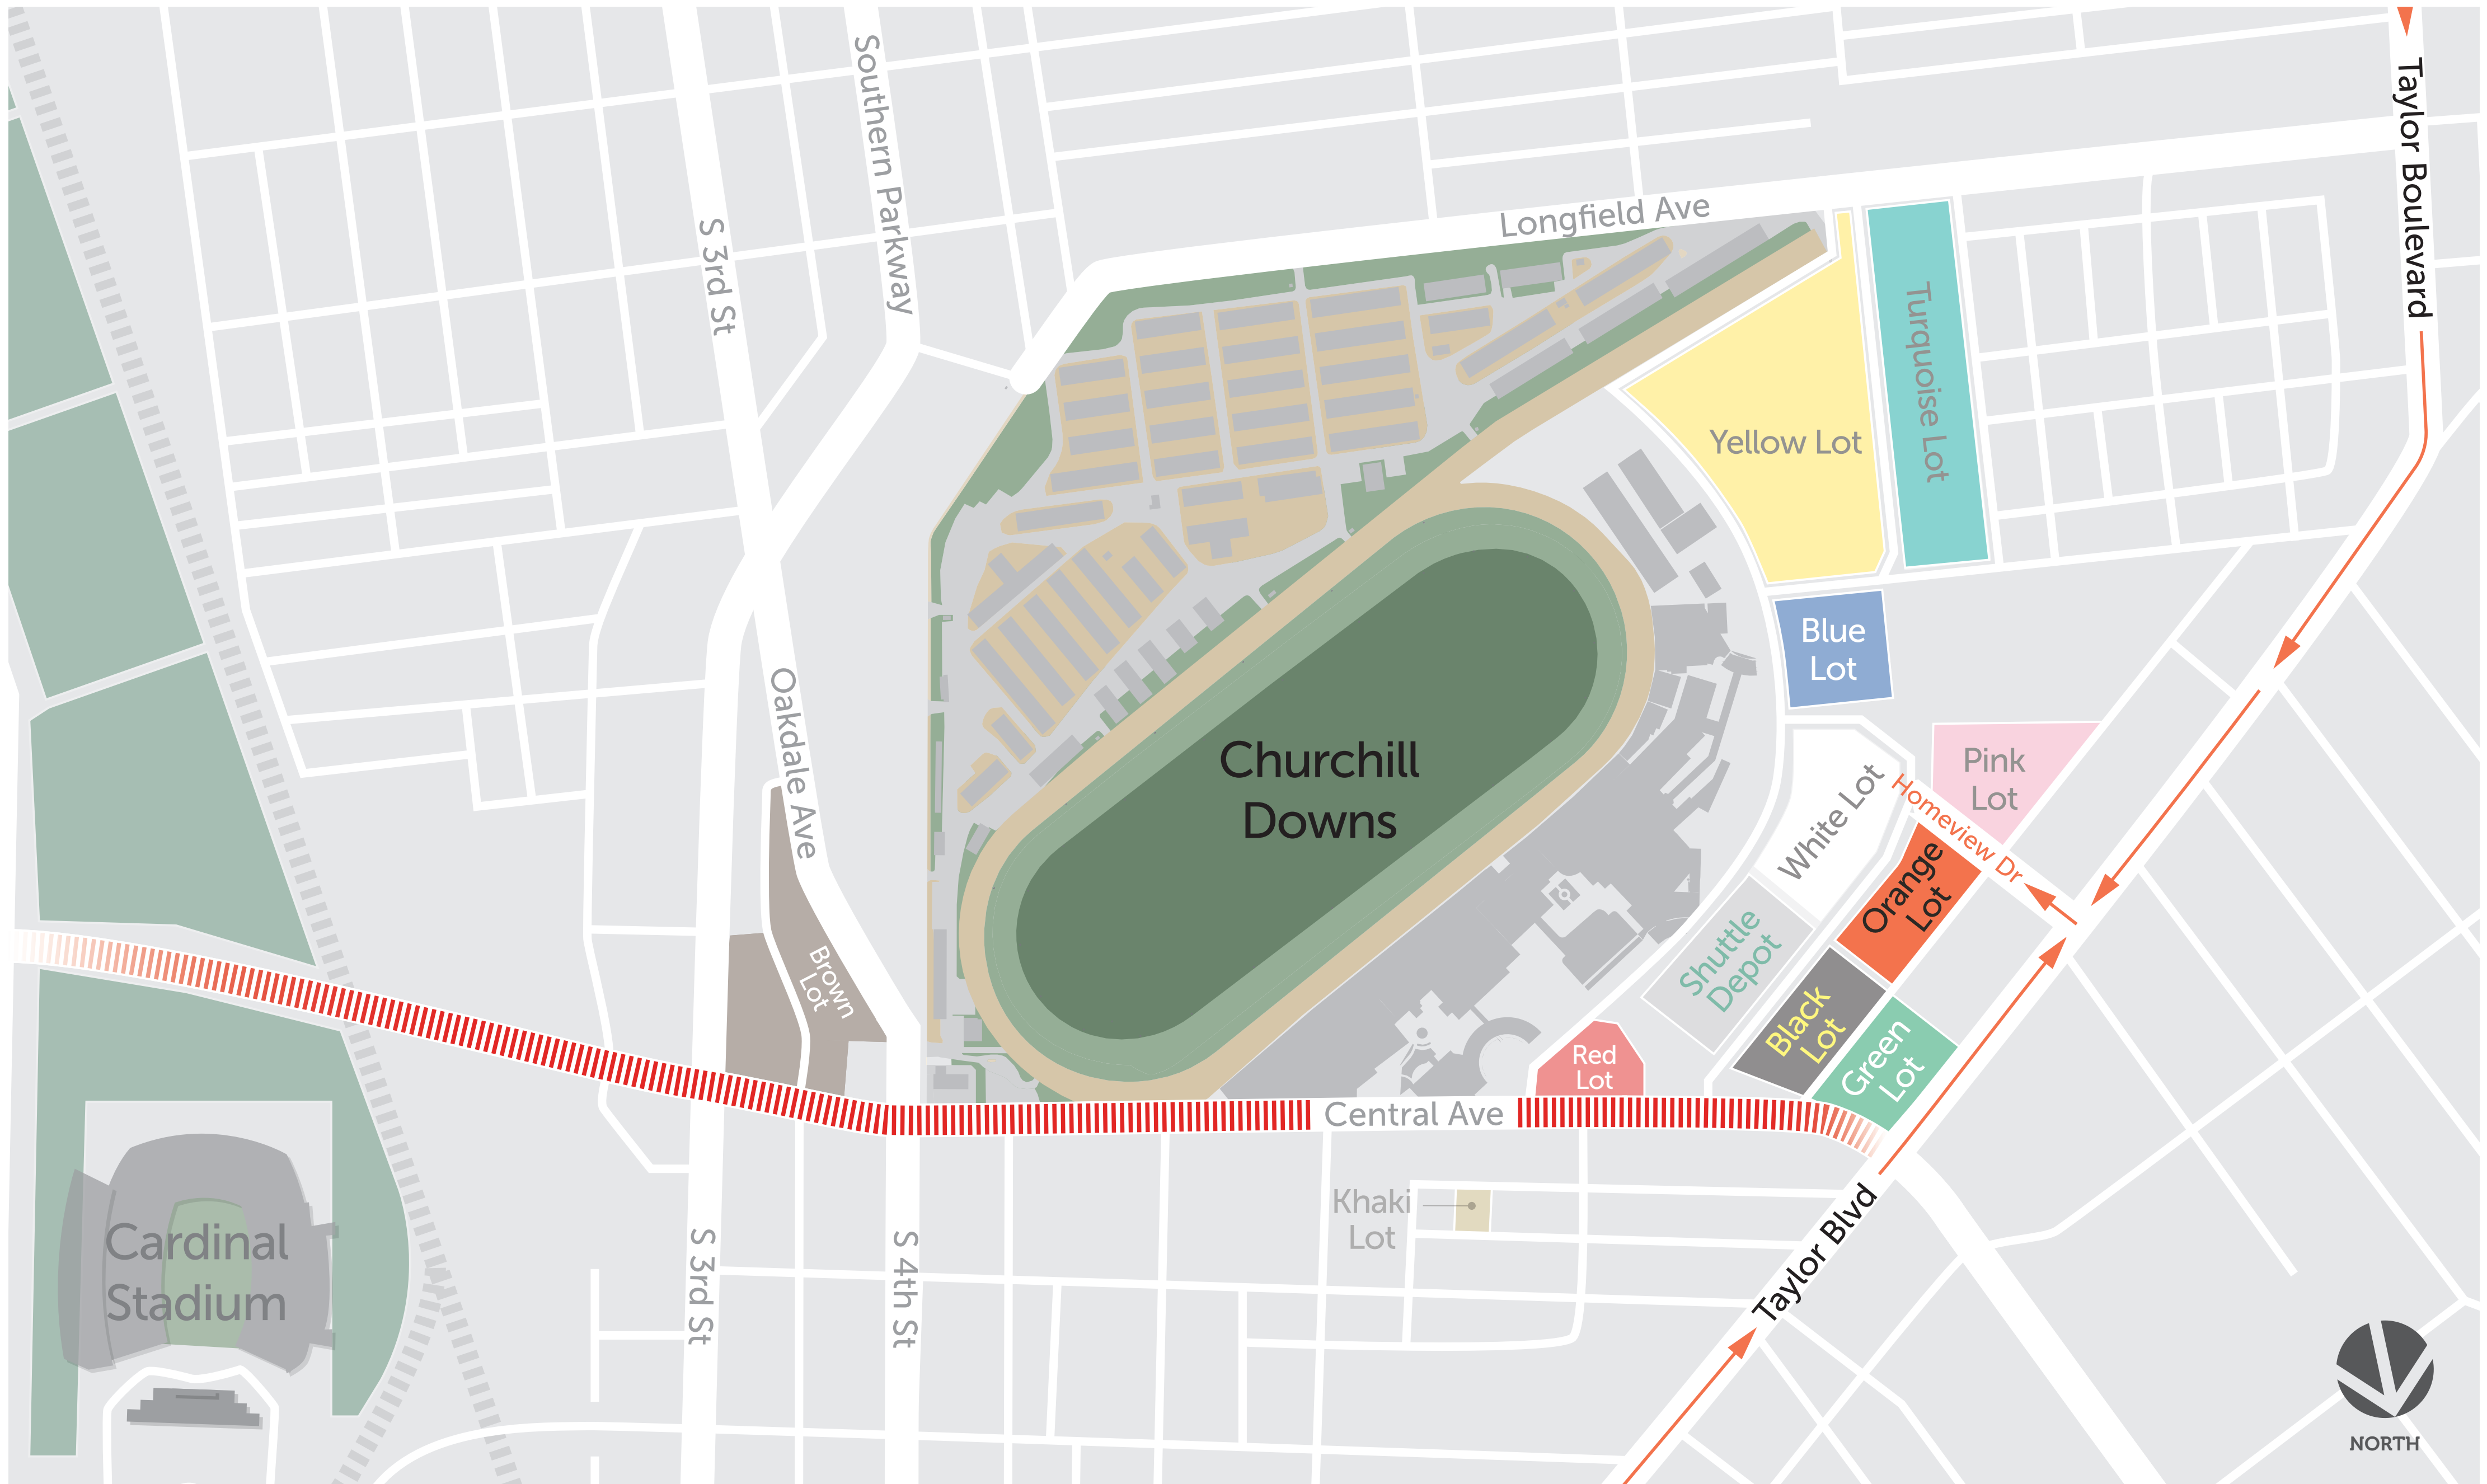 Southern Parkway
Taylor Boulevard
S 3rd St
Longfield Ave
Turquoise Lot
Yellow Lot
Blue
Lot
Oakdale Ave
Churchill
Downs
Pink
Lot
White Lot
Homeview Dr
Orange
Lot
Shuttle
Depot
Brown
Lot
Black
Lot
Green
Lot
Red
Lot
Central Ave
Khaki
Lot
Cardinal
Stadium
S 3rd St
S 4th St
Taylor Blvd
NORTH